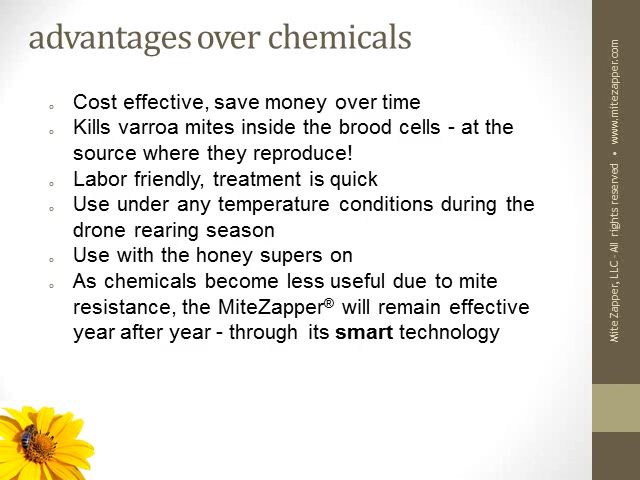 advantages over chemicals
Cost effective, save money over time
Kills varroa mites inside the brood cells - at the
source where they reproduce!
Labor friendly, treatment is quick
Use under any temperature conditions during the
drone rearing season
Use with the honey supers on
As chemicals become less useful due to mite
resistance, the MiteZapper® will remain effective
year after year - through its smart technology
Mite Zapper, LLC - All rights reserved • www.mitezapper.com